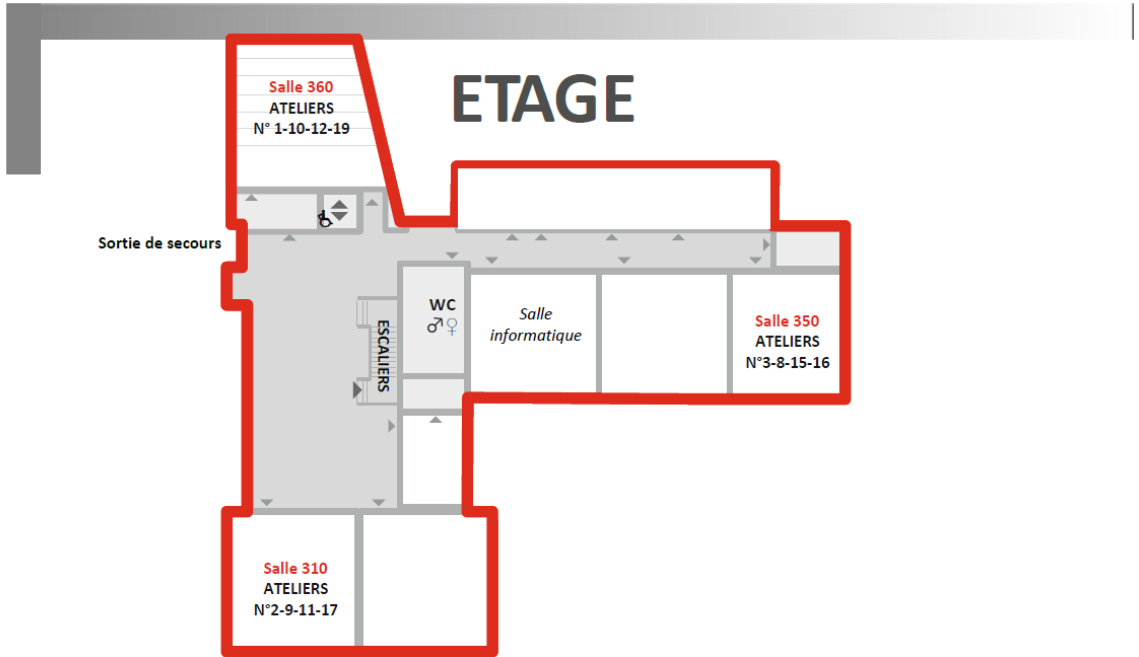 ETAGE
Salle 360
ATELIERS
N° 1-10-12-19
Sortie de secours
WC
♂♀
ESCALIERS
Salle
informatique
Salle 350
ATELIERS
N°3-8-15-16
Salle 310
ATELIERS
N°2-9-11-17